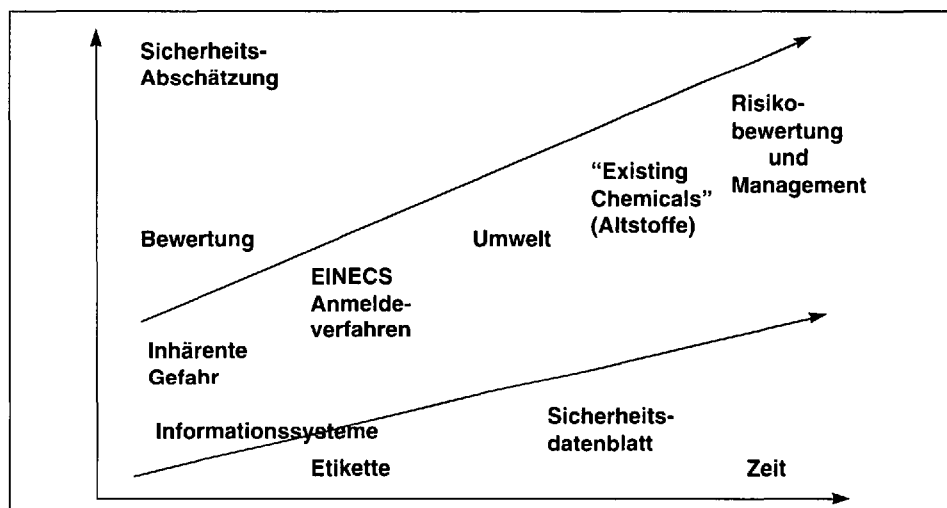 Sicherheits-
Abschätzung
Risiko-
bewertung
und
Management
"Existing
Chemicals"
(Altstoffe)
Bewertung
Umwelt
EINECS
Anmelde-
verfahren
Inhärente
Gefahr
Informationssysteme
Sicherheits-
datenblatt
Etikette
Zeit